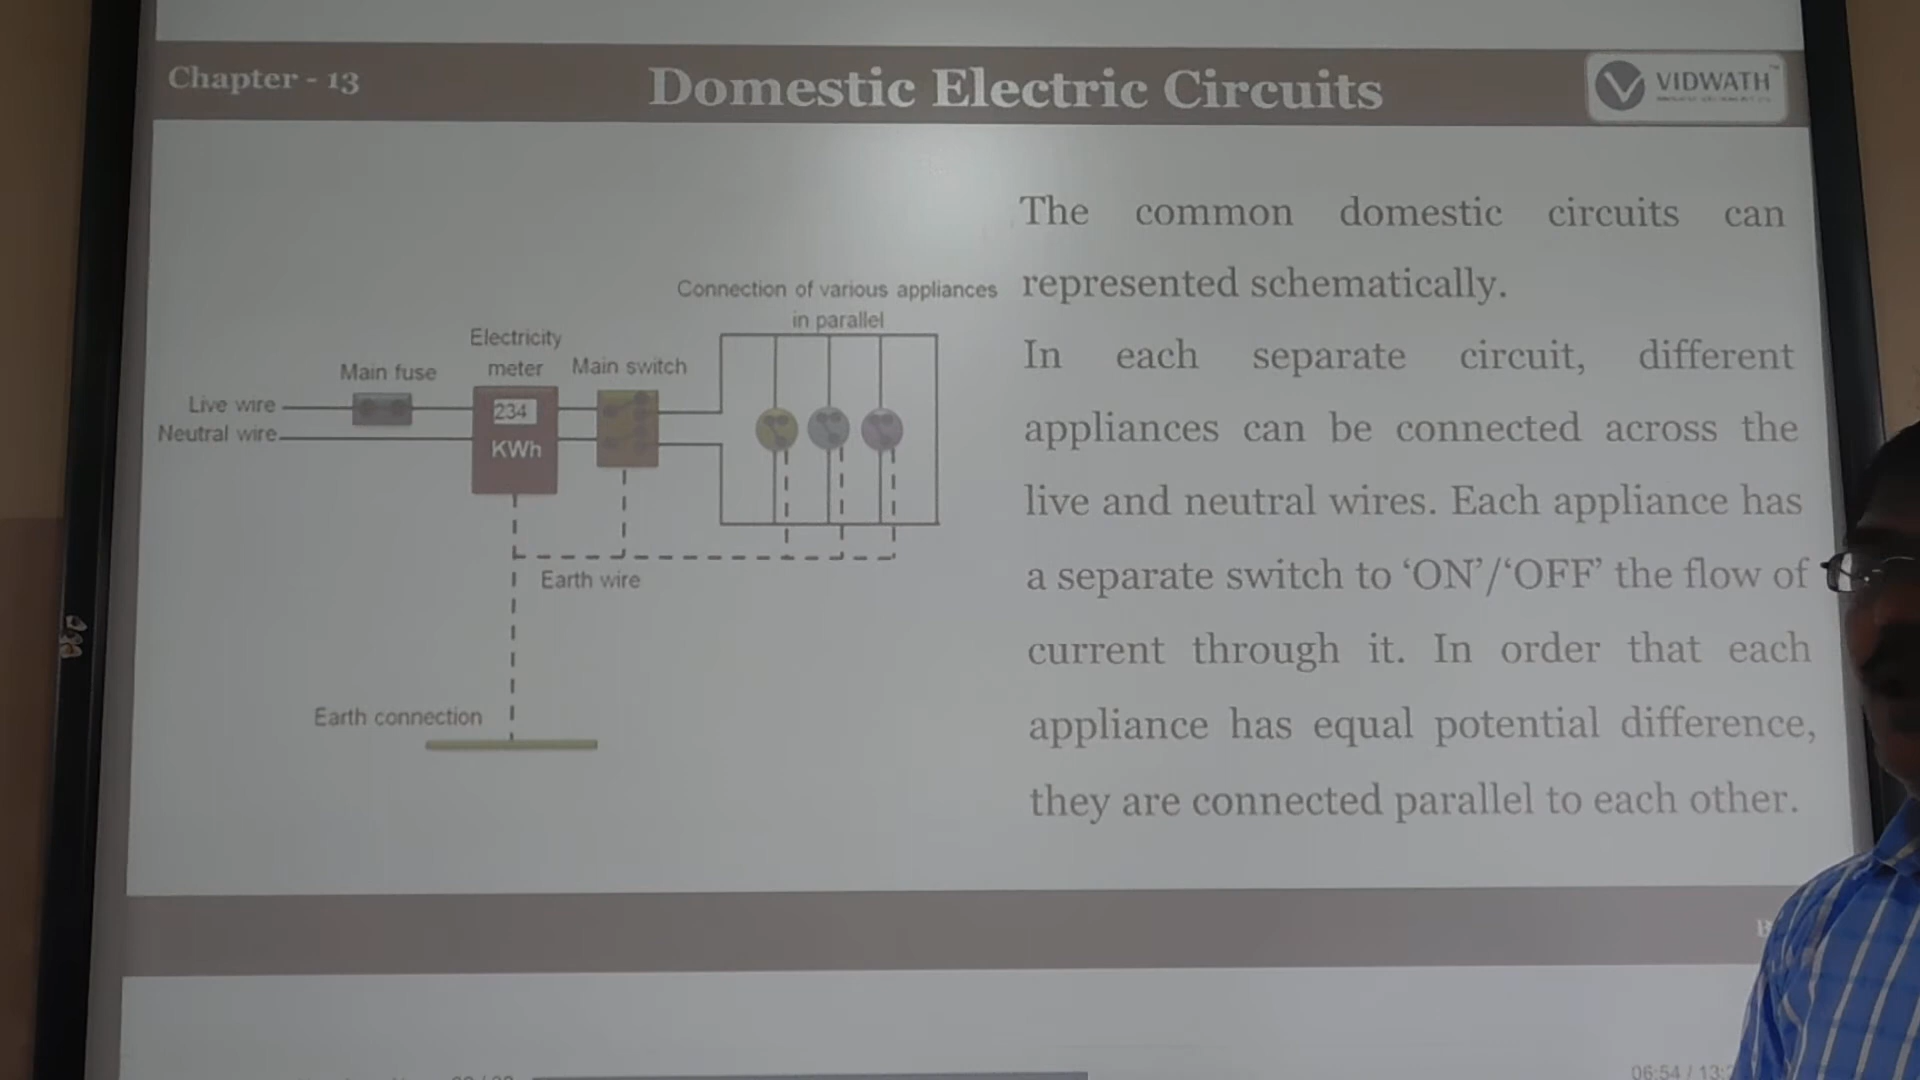 Chapter - 13
Domestic Electric Circuits
VIDWATH
The common domestic circuits can
represented schematically.
In each separate circuit, different
appliances can be connected across the
live and neutral wires. Each appliance has
a separate switch to ‘ON’/‘OFF’ the flow of
current through it. In order that each
appliance has equal potential difference,
they are connected parallel to each other.
Connection of various appliances
in parallel
Electricity
meter
Main switch
Main fuse
Live wire
Neutral wire
234
KWh
Earth wire
Earth connection